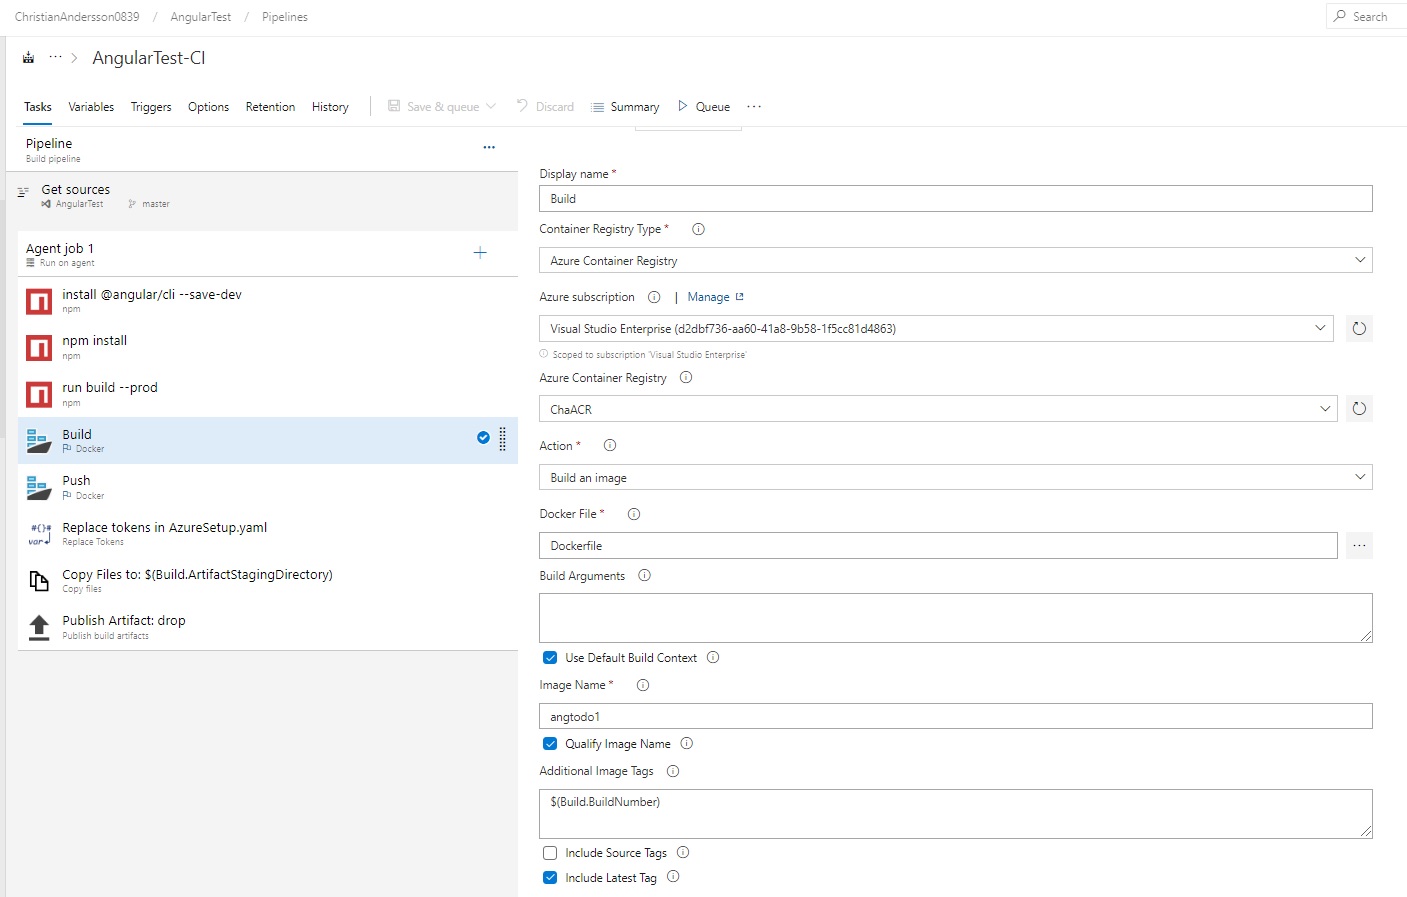 ChristianAndersson0839 / AngularTest / Pipelines
Search
··· > AngularTest-CI
Tasks Variables Triggers Options Retention History | Save & queue Discard Summary Queue ···
Pipeline
Build pipeline
···
Get sources
AngularTest master
Agent job 1
Run on agent
+
install @angular/cli --save-dev
npm
npm install
npm
run build --prod
npm
Build
Docker
Push
Docker
Replace tokens in AzureSetup.yaml
Replace Tokens
Copy Files to: $(Build.ArtifactStagingDirectory)
Copy files
Publish Artifact: drop
Publish build artifacts
Display name *
Build
Container Registry Type *
Azure Container Registry
Azure subscription | Manage
Visual Studio Enterprise (d2dbf736-aa60-41a8-9b58-1f5cc81d4863)
Scoped to subscription 'Visual Studio Enterprise'
Azure Container Registry
ChaACR
Action *
Build an image
Docker File *
Dockerfile
···
Build Arguments
Use Default Build Context
Image Name *
angtodo1
Qualify Image Name
Additional Image Tags
$(Build.BuildNumber)
Include Source Tags
Include Latest Tag